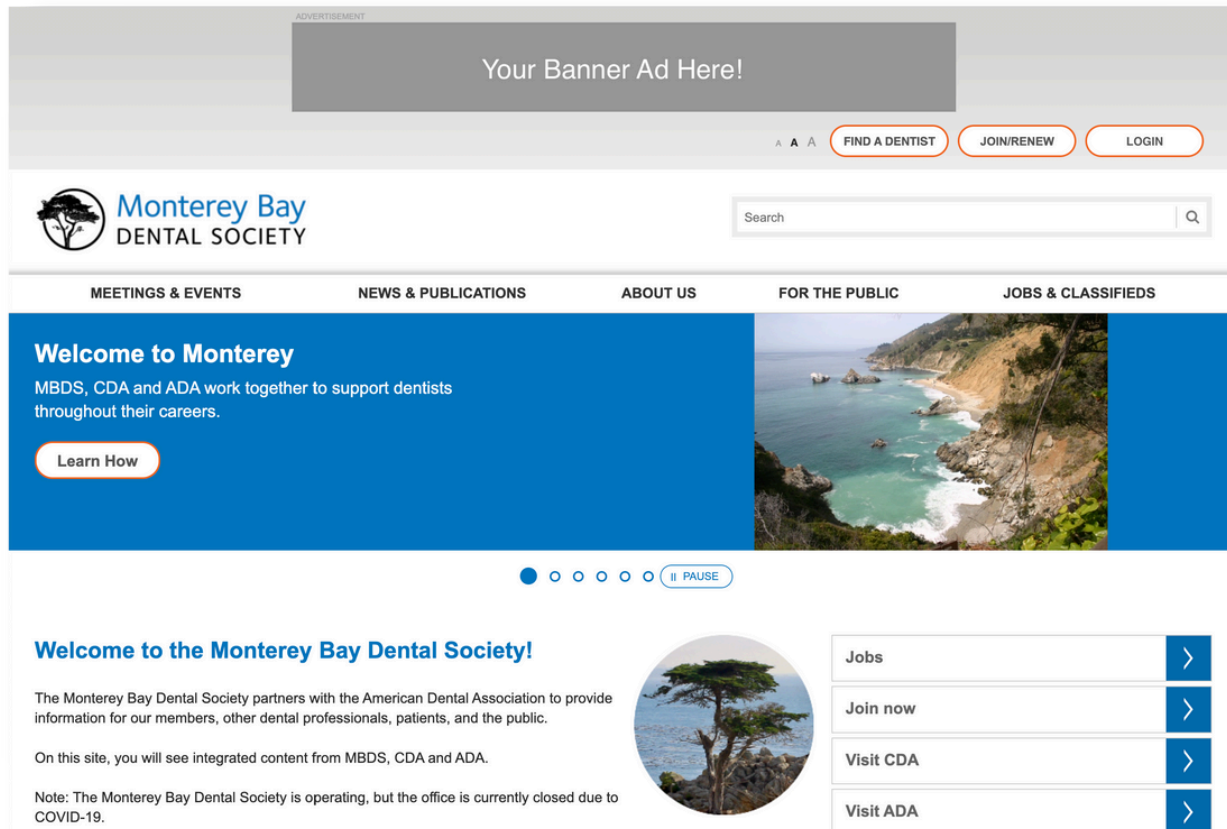 ADVERTISEMENT
Your Banner Ad Here!
A A A FIND A DENTIST JOIN/RENEW LOGIN
Monterey Bay
DENTAL SOCIETY
Search
MEETINGS & EVENTS NEWS & PUBLICATIONS ABOUT US FOR THE PUBLIC JOBS & CLASSIFIEDS
Welcome to Monterey
MBDS, CDA and ADA work together to support dentists
throughout their careers.
Learn How
PAUSE
Welcome to the Monterey Bay Dental Society!
The Monterey Bay Dental Society partners with the American Dental Association to provide
information for our members, other dental professionals, patients, and the public.
On this site, you will see integrated content from MBDS, CDA and ADA.
Note: The Monterey Bay Dental Society is operating, but the office is currently closed due to
COVID-19.
Jobs
Join now
Visit CDA
Visit ADA